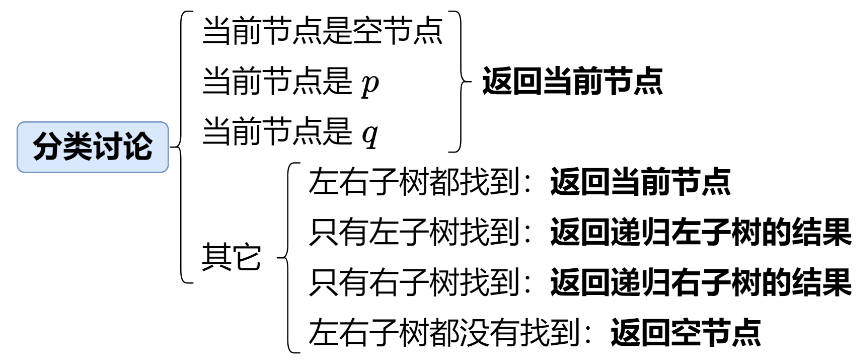 分类讨论
当前节点是空节点
当前节点是 p
当前节点是 q
返回当前节点
其它
左右子树都找到：返回当前节点
只有左子树找到：返回递归左子树的结果
只有右子树找到：返回递归右子树的结果
左右子树都没有找到：返回空节点